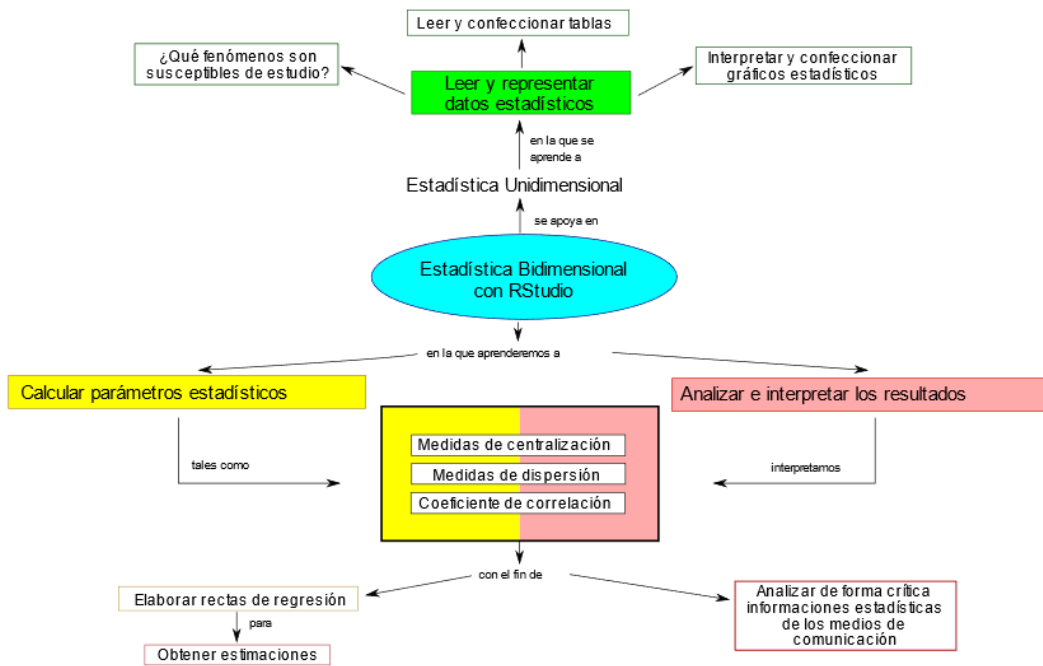 Leer y confeccionar tablas
¿Qué fenómenos son
susceptibles de estudio?
Interpretar y confeccionar
gráficos estadísticos
Leer y representar
datos estadísticos
en la que se
aprende a
Estadística Unidimensional
se apoya en
Estadística Bidimensional
con RStudio
en la que aprenderemos a
Calcular parámetros estadísticos
Analizar e interpretar los resultados
Medidas de centralización
Medidas de dispersión
Coeficiente de correlación
tales como
interpretamos
con el fin de
Elaborar rectas de regresión
para
Obtener estimaciones
Analizar de forma crítica
informaciones estadísticas
de los medios de
comunicación